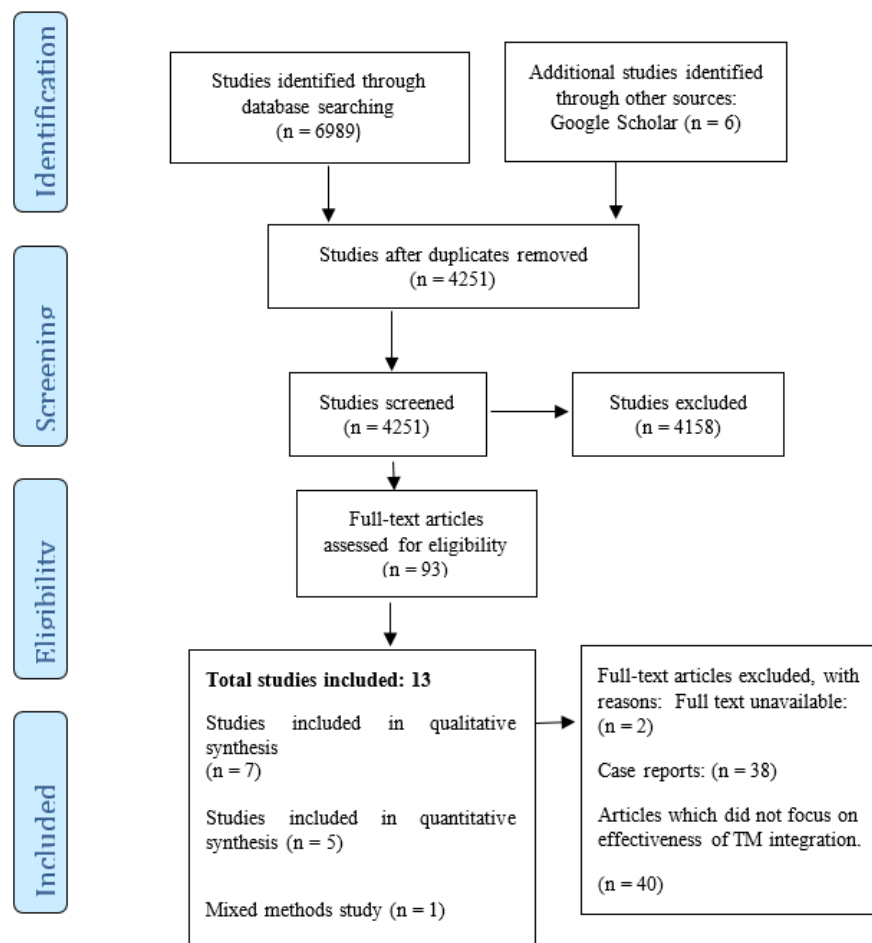 Identification
Studies identified through
database searching
(n = 6989)
Additional studies identified
through other sources:
Google Scholar (n = 6)
Studies after duplicates removed
(n = 4251)
Screening
Studies screened
(n = 4251)
Studies excluded
(n = 4158)
Eligibility
Full-text articles
assessed for eligibility
(n = 93)
Total studies included: 13
Studies included in qualitative
synthesis
(n = 7)
Studies included in quantitative
synthesis (n = 5)
Mixed methods study (n = 1)
Full-text articles excluded, with
reasons: Full text unavailable:
(n = 2)
Case reports: (n = 38)
Articles which did not focus on
effectiveness of TM integration.
(n = 40)
Included